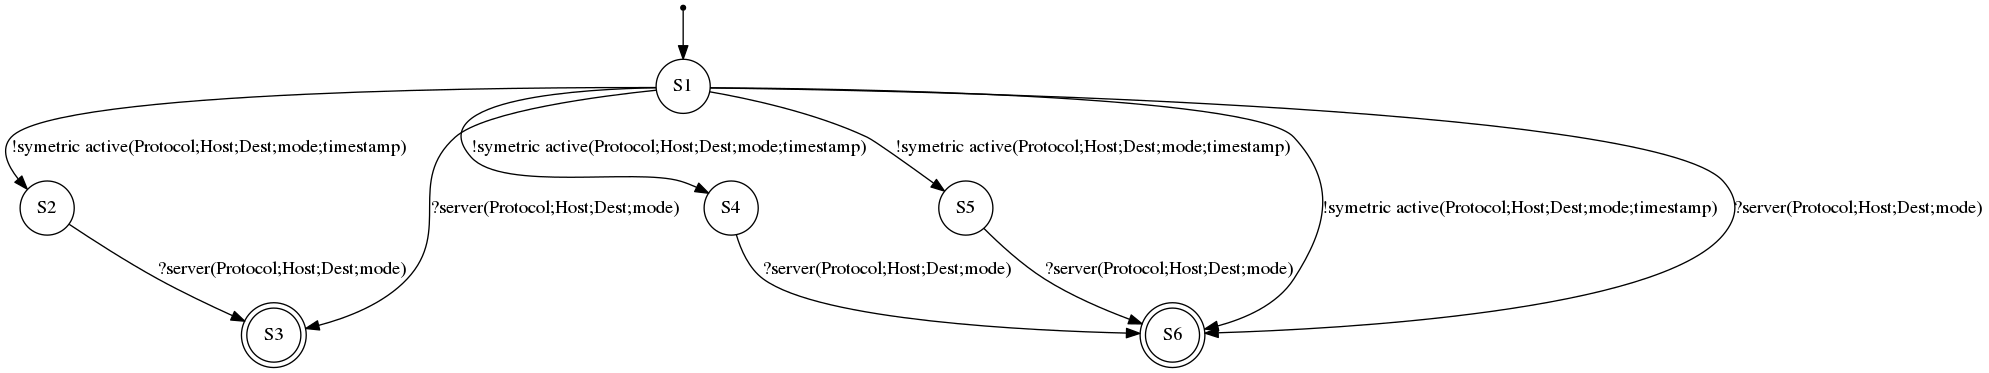 S1
!symetric active(Protocol;Host;Dest;mode;timestamp)
!symetric active(Protocol;Host;Dest;mode;timestamp)
!symetric active(Protocol;Host;Dest;mode;timestamp)
S2
?server(Protocol;Host;Dest;mode)
S4
S5
!symetric active(Protocol;Host;Dest;mode;timestamp)
?server(Protocol;Host;Dest;mode)
?server(Protocol;Host;Dest;mode)
?server(Protocol;Host;Dest;mode)
?server(Protocol;Host;Dest;mode)
S3
S6